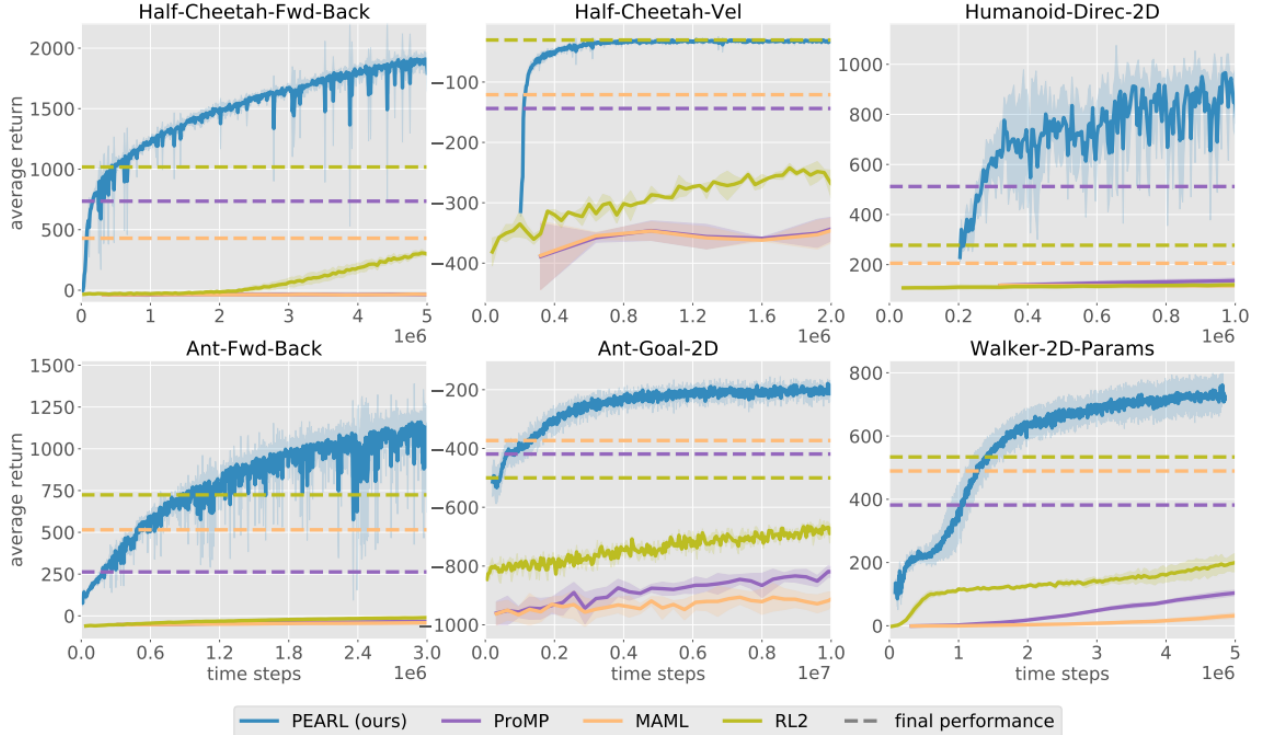 Half-Cheetah-Fwd-Back
Half-Cheetah-Vel
Humanoid-Direc-2D
average return
2000
1500
1000
500
0
0 1 2 3 4 5
1e6
−100
−200
−300
−400
0.0 0.4 0.8 1.2 1.6 2.0
1e6
1000
800
600
400
200
0.0 0.2 0.4 0.6 0.8 1.0
1e6
Ant-Fwd-Back
Ant-Goal-2D
Walker-2D-Params
average return
1500
1250
1000
750
500
250
0
0.0 0.6 1.2 1.8 2.4 3.0
time steps
1e6
−200
−400
−600
−800
−1000
0.0 0.2 0.4 0.6 0.8 1.0
time steps
1e7
800
600
400
200
0
0 1 2 3 4 5
time steps
1e6
PEARL (ours) ProMP MAML RL2 final performance